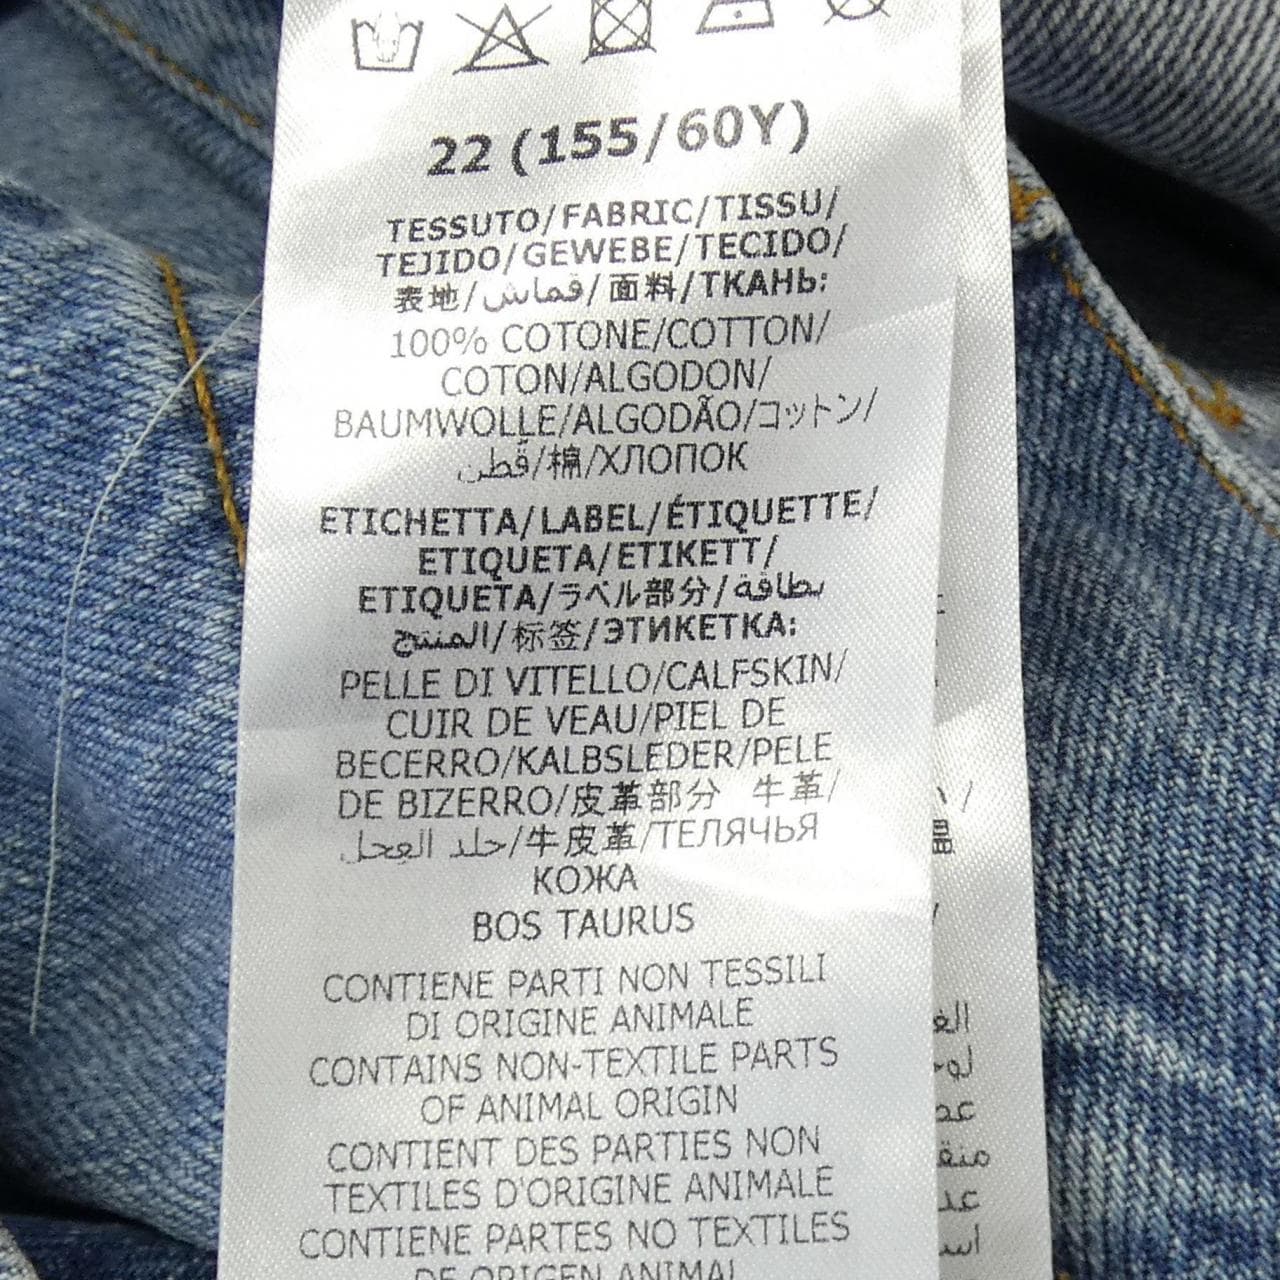 22 (155/60Y)
TESSUTO/FABRIC/TISSU/
TEJIDO/GEWEBE/TECIDO/
表地/قماش/面料/ТКАНЬ:
100% COTONE/COTTON/
COTON/ALGODON/
BAUMWOLLE/ALGODÃO/コットン/
قطن/棉/ХЛОПОК
ETICHETTA/LABEL/ÉTIQUETTE/
ETIQUETA/ETIKETT/
ETIQUETA/ラベル部分/بطاقة
المنتج/标签/ЭТИКЕТКА:
PELLE DI VITELLO/CALFSKIN/
CUIR DE VEAU/PIEL DE
BECERRO/KALBSLEDER/PELE
DE BIZERRO/皮革部分 牛革/
جلد العجل/牛皮革/ТЕЛЯЧЬЯ
КОЖА
BOS TAURUS
CONTIENE PARTI NON TESSILI
DI ORIGINE ANIMALE
CONTAINS NON-TEXTILE PARTS
OF ANIMAL ORIGIN
CONTIENT DES PARTIES NON
TEXTILES D'ORIGINE ANIMALE
CONTIENE PARTES NO TEXTILES
DE ORIGEN ANIMAL